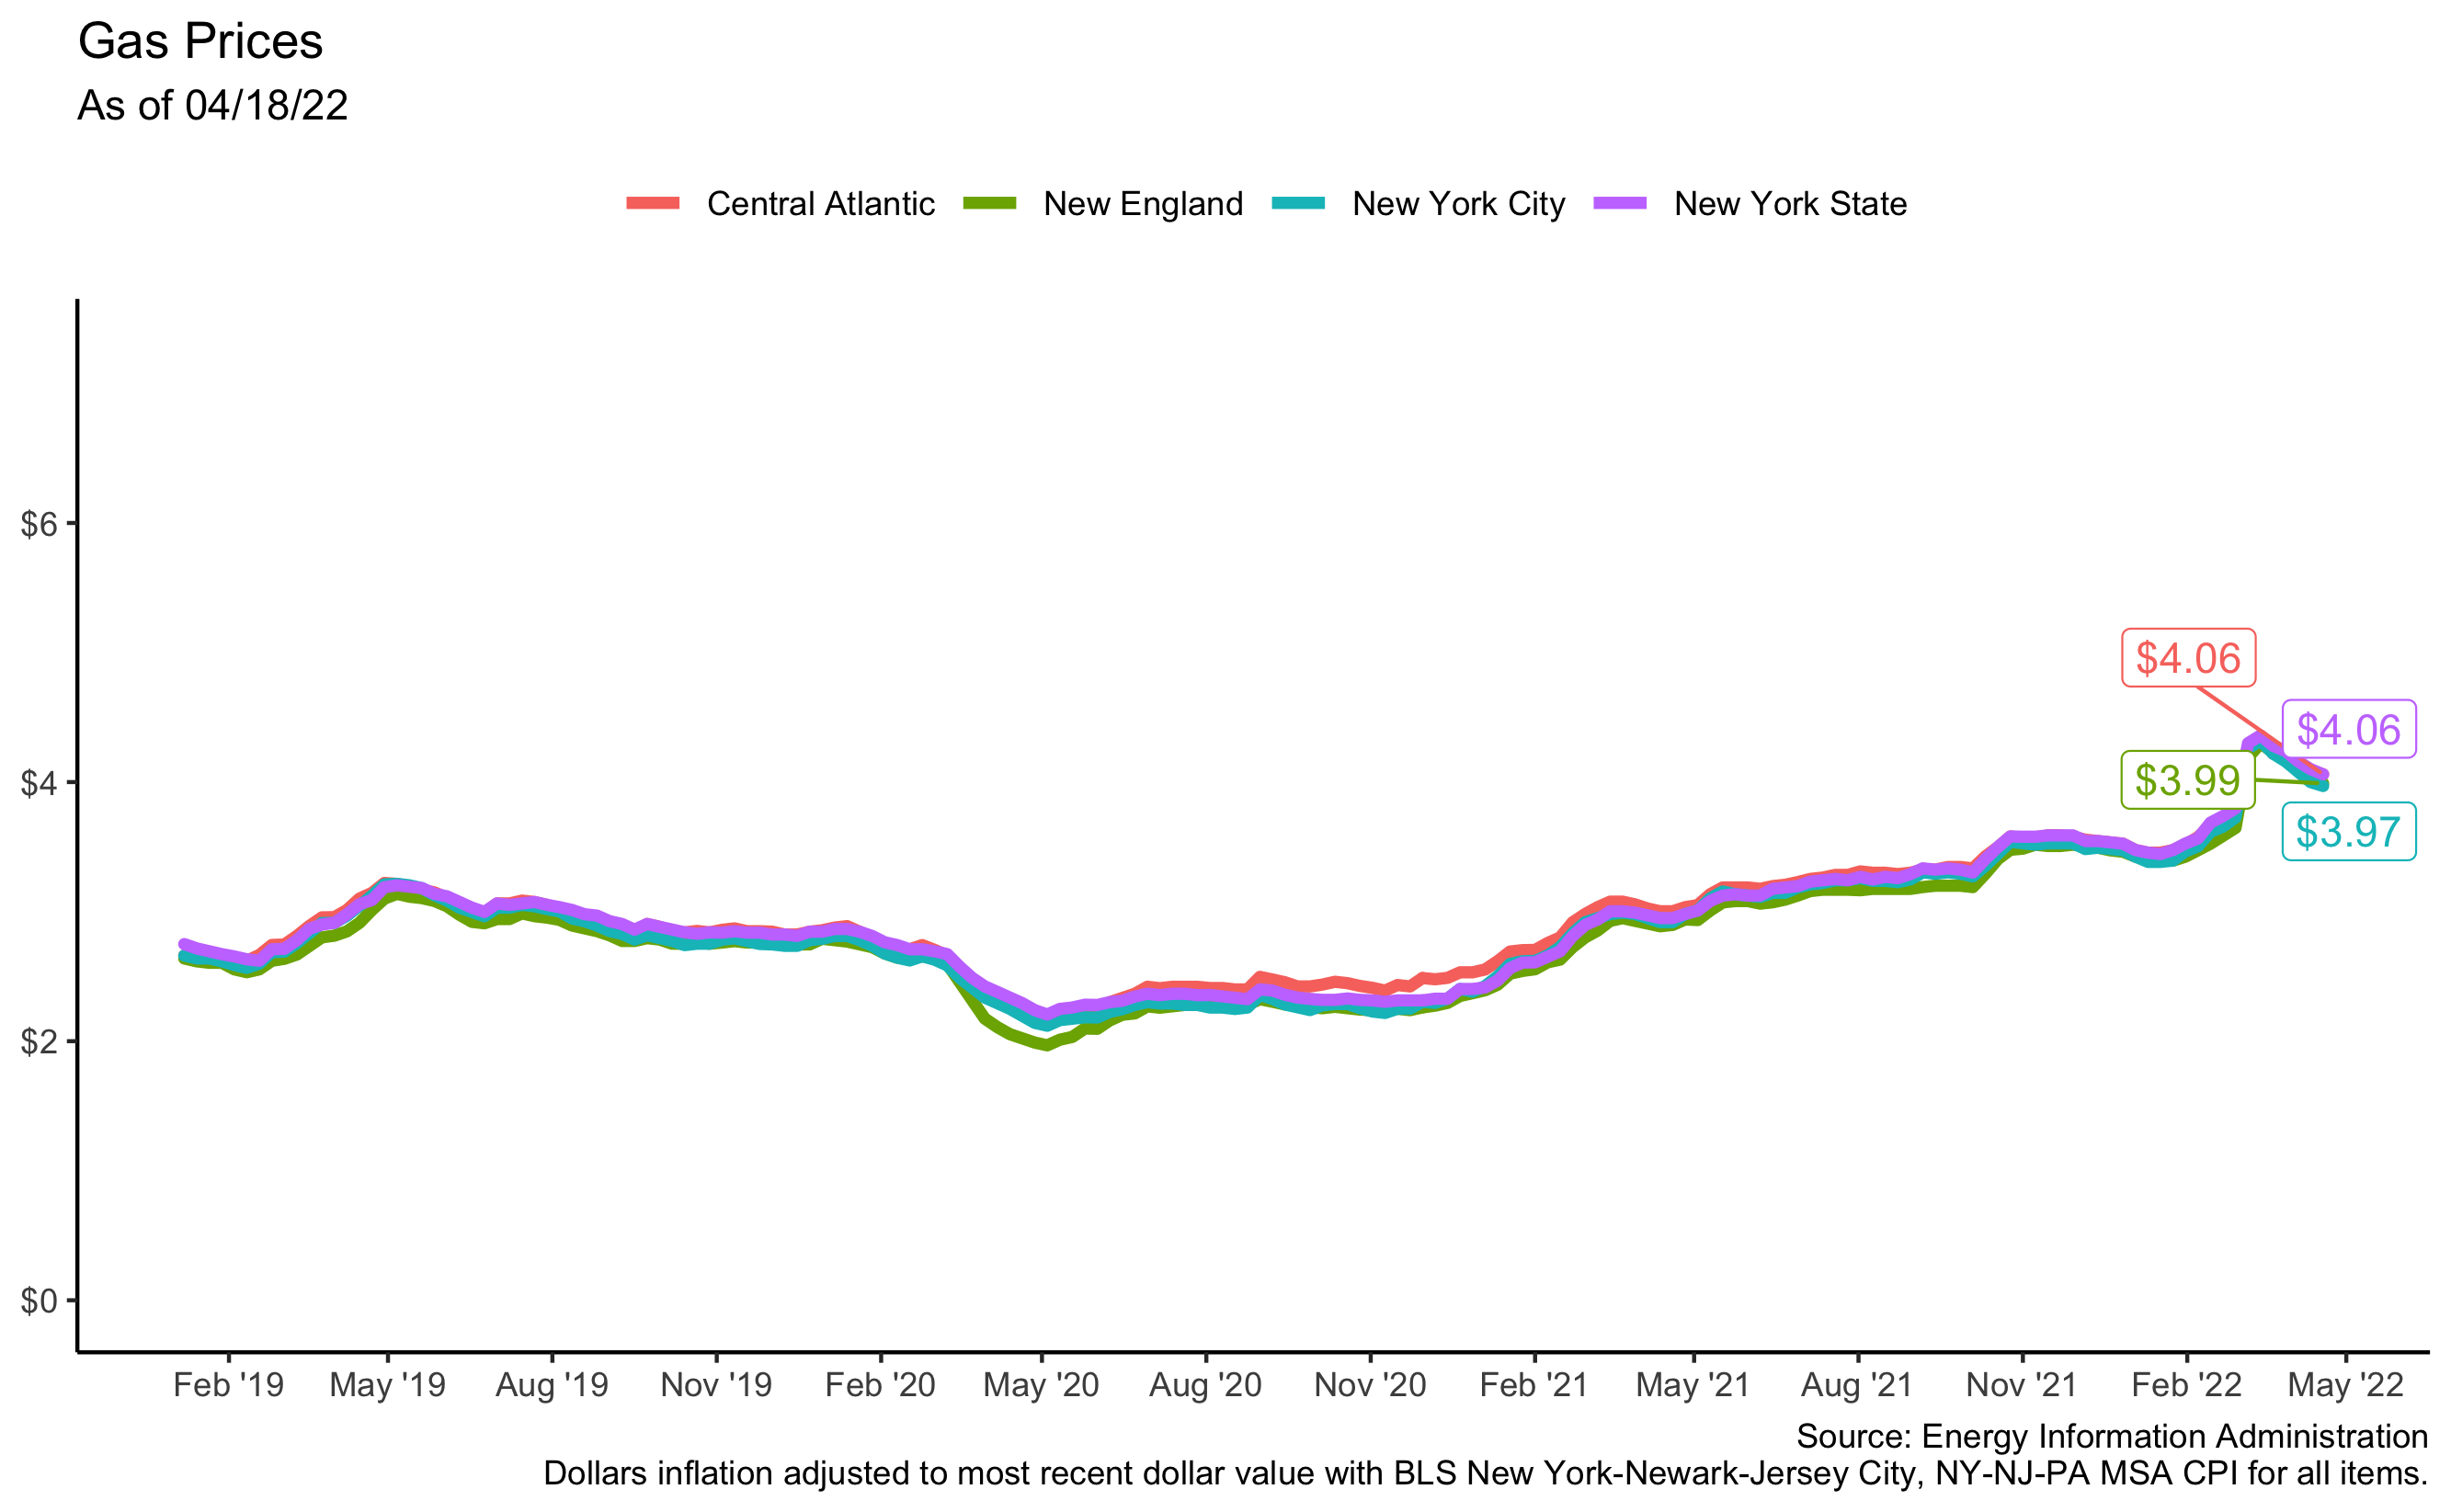 Gas Prices
As of 04/18/22
Central Atlantic New England New York City New York State
$6
$4
$2
$0
$4.06
$4.06
$3.99
$3.97
Feb '19 May '19 Aug '19 Nov '19 Feb '20 May '20 Aug '20 Nov '20 Feb '21 May '21 Aug '21 Nov '21 Feb '22 May '22
Source: Energy Information Administration
Dollars inflation adjusted to most recent dollar value with BLS New York-Newark-Jersey City, NY-NJ-PA MSA CPI for all items.